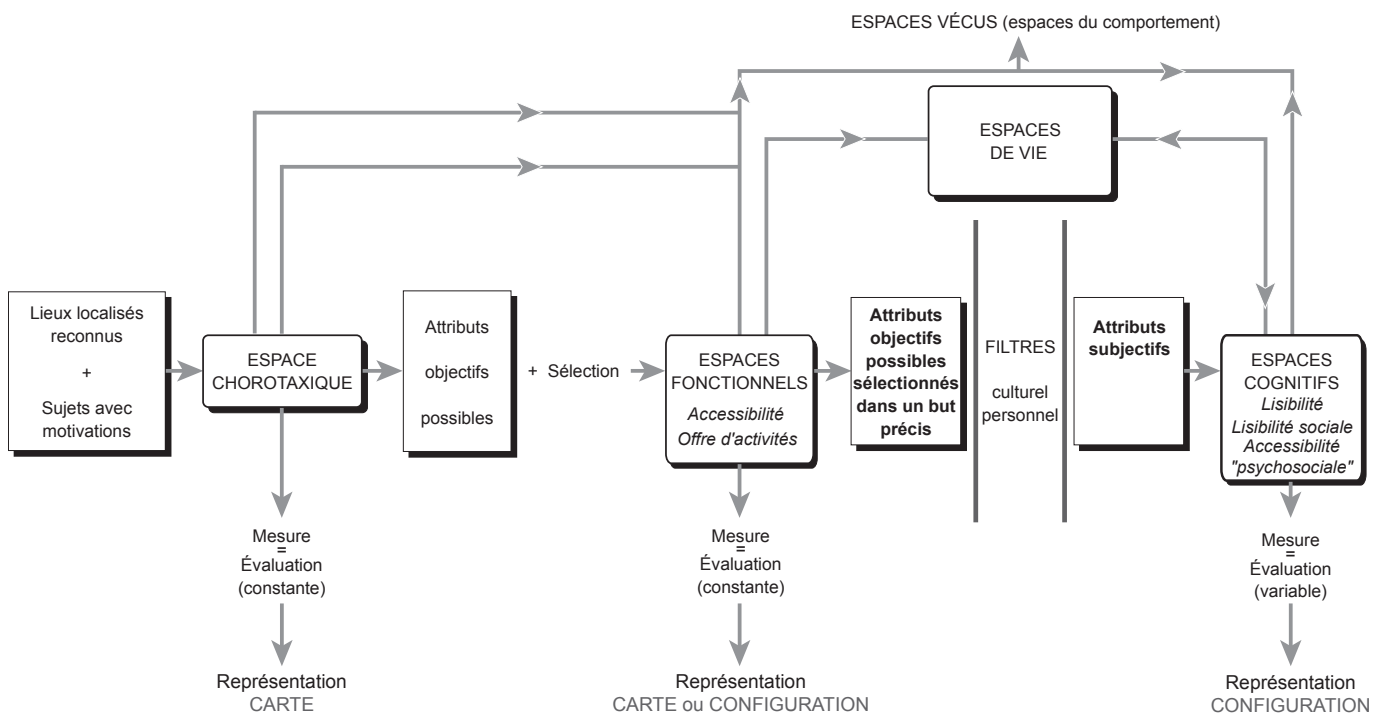 ESPACES VÉCUS (espaces du comportement)
ESPACES
DE VIE
Lieux localisés
reconnus
+
Sujets avec
motivations
ESPACE
CHOROTAXIQUE
Attributs
objectifs
possibles
+ Sélection
ESPACES
FONCTIONNELS
Accessibilité
Offre d'activités
Attributs
objectifs
possibles
sélectionnés
dans un but
précis
FILTRES
culturel
personnel
Attributs
subjectifs
ESPACES
COGNITIFS
Lisibilité
Lisibilité sociale
Accessibilité
"psychosociale"
Mesure
=
Évaluation
(constante)
Représentation
CARTE
Mesure
=
Évaluation
(constante)
Représentation
CARTE ou CONFIGURATION
Mesure
=
Évaluation
(variable)
Représentation
CONFIGURATION